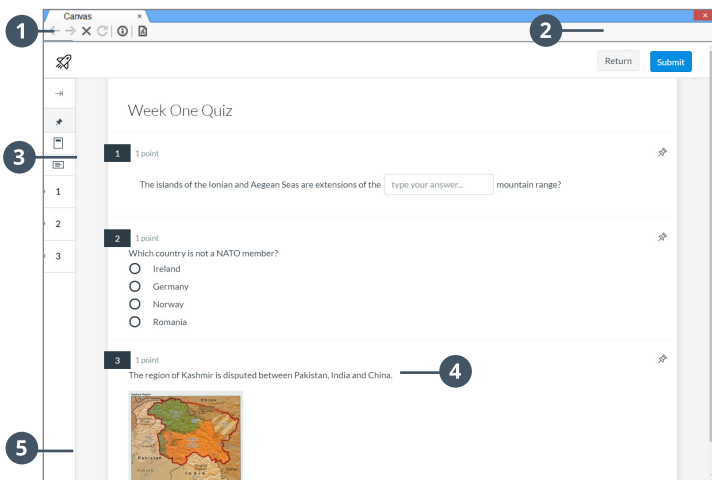 Canvas
1
2
Return Submit
Week One Quiz
3
1 1 point
The islands of the Ionian and Aegean Seas are extensions of the type your answer... mountain range?
1
2
3
2 1 point
Which country is not a NATO member?
Ireland
Germany
Norway
Romania
3 1 point
The region of Kashmir is disputed between Pakistan, India and China.
4
China
Pakistan
India
5